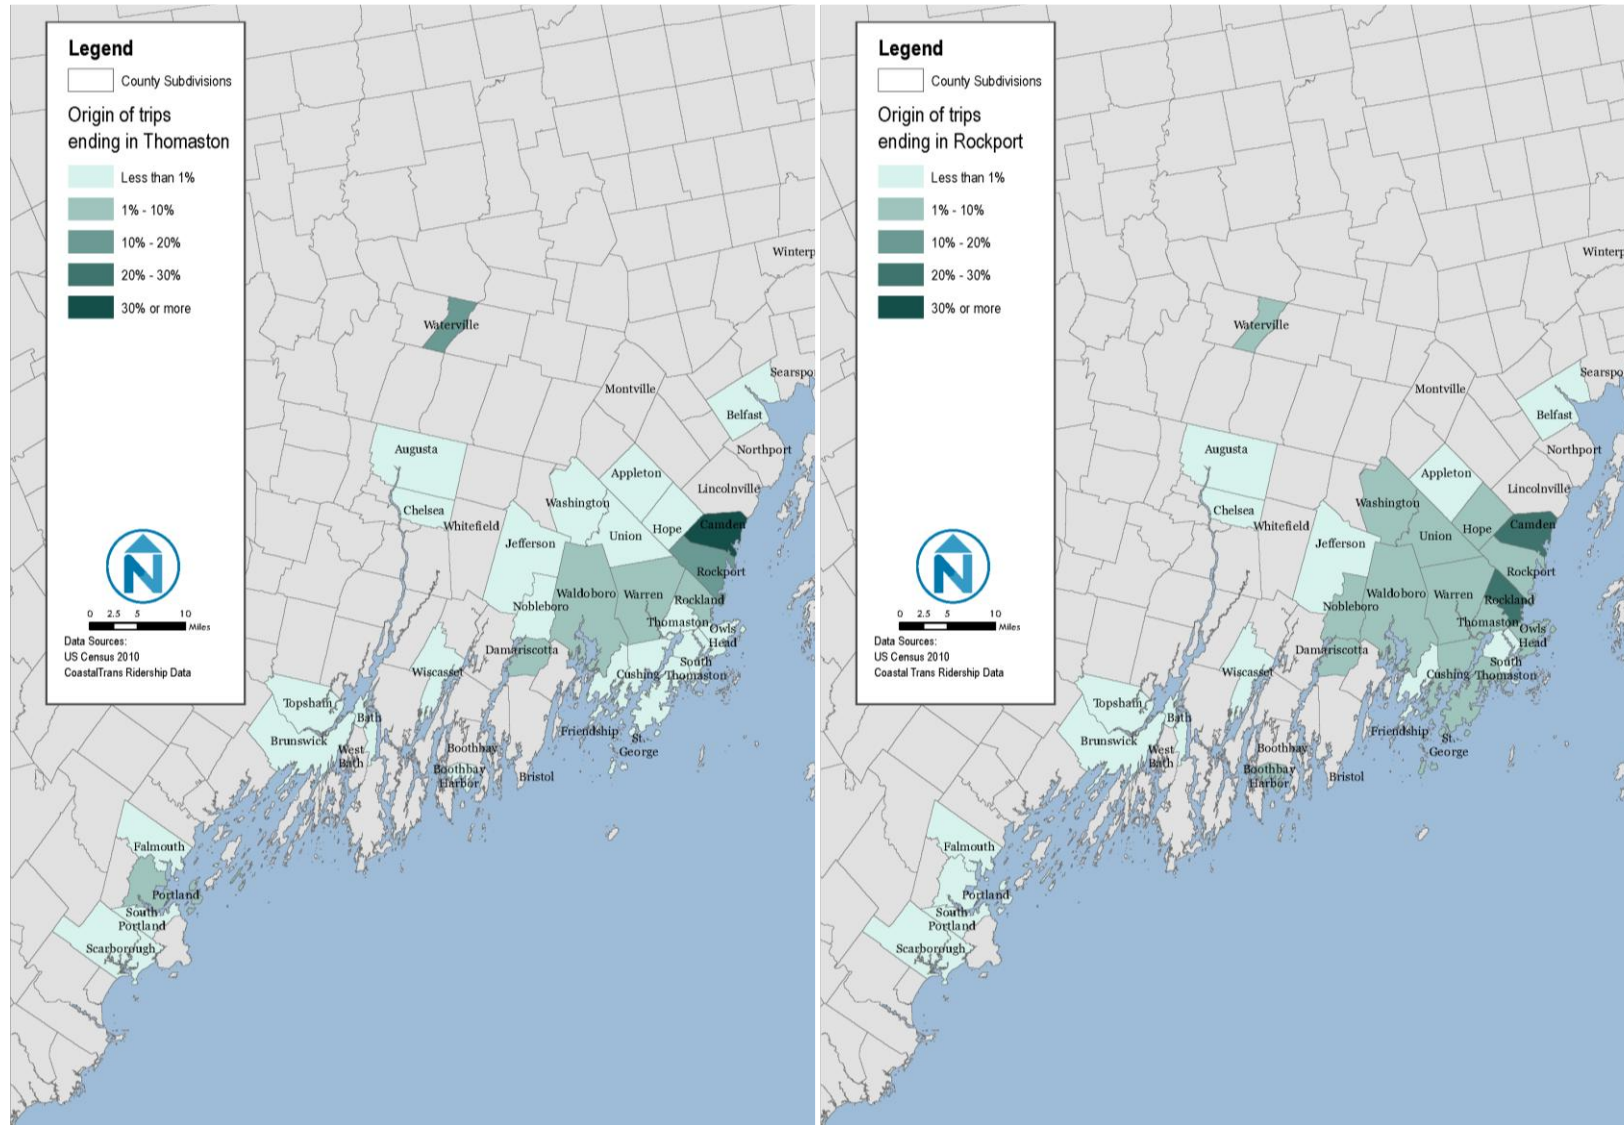 Legend
County Subdivisions
Origin of trips
ending in Thomaston
Less than 1%
1% - 10%
10% - 20%
20% - 30%
30% or more
N
0 2.5 5 10
Miles
Data Sources:
US Census 2010
CoastalTrans Ridership Data
Winterp
Waterville
Searspo
Montville
Belfast
Augusta
Northport
Appleton
Lincolnville
Washington
Chelsea
Whitefield
Hope
Camden
Union
Jefferson
Rockport
Waldoboro
Warren
Rockland
Nobleboro
Thomaston
Owls
Head
Damariscotta
South
Thomaston
Wiscasset
Cushing
Topsham
Bath
Friendship
St.
George
Brunswick
West
Bath
Boothbay
Boothbay
Harbor
Bristol
Falmouth
Portland
South
Portland
Scarborough
Legend
County Subdivisions
Origin of trips
ending in Rockport
Less than 1%
1% - 10%
10% - 20%
20% - 30%
30% or more
N
0 2.5 5 10
Miles
Data Sources:
US Census 2010
Coastal Trans Ridership Data
Winterp
Waterville
Searspo
Montville
Belfast
Augusta
Northport
Appleton
Lincolnville
Washington
Chelsea
Whitefield
Hope
Camden
Union
Jefferson
Rockport
Waldoboro
Warren
Rockland
Nobleboro
Thomaston
Owls
Head
Damariscotta
South
Thomaston
Wiscasset
Cushing
Topsham
Bath
Friendship
St.
George
Brunswick
West
Bath
Boothbay
Boothbay
Harbor
Bristol
Falmouth
Portland
South
Portland
Scarborough